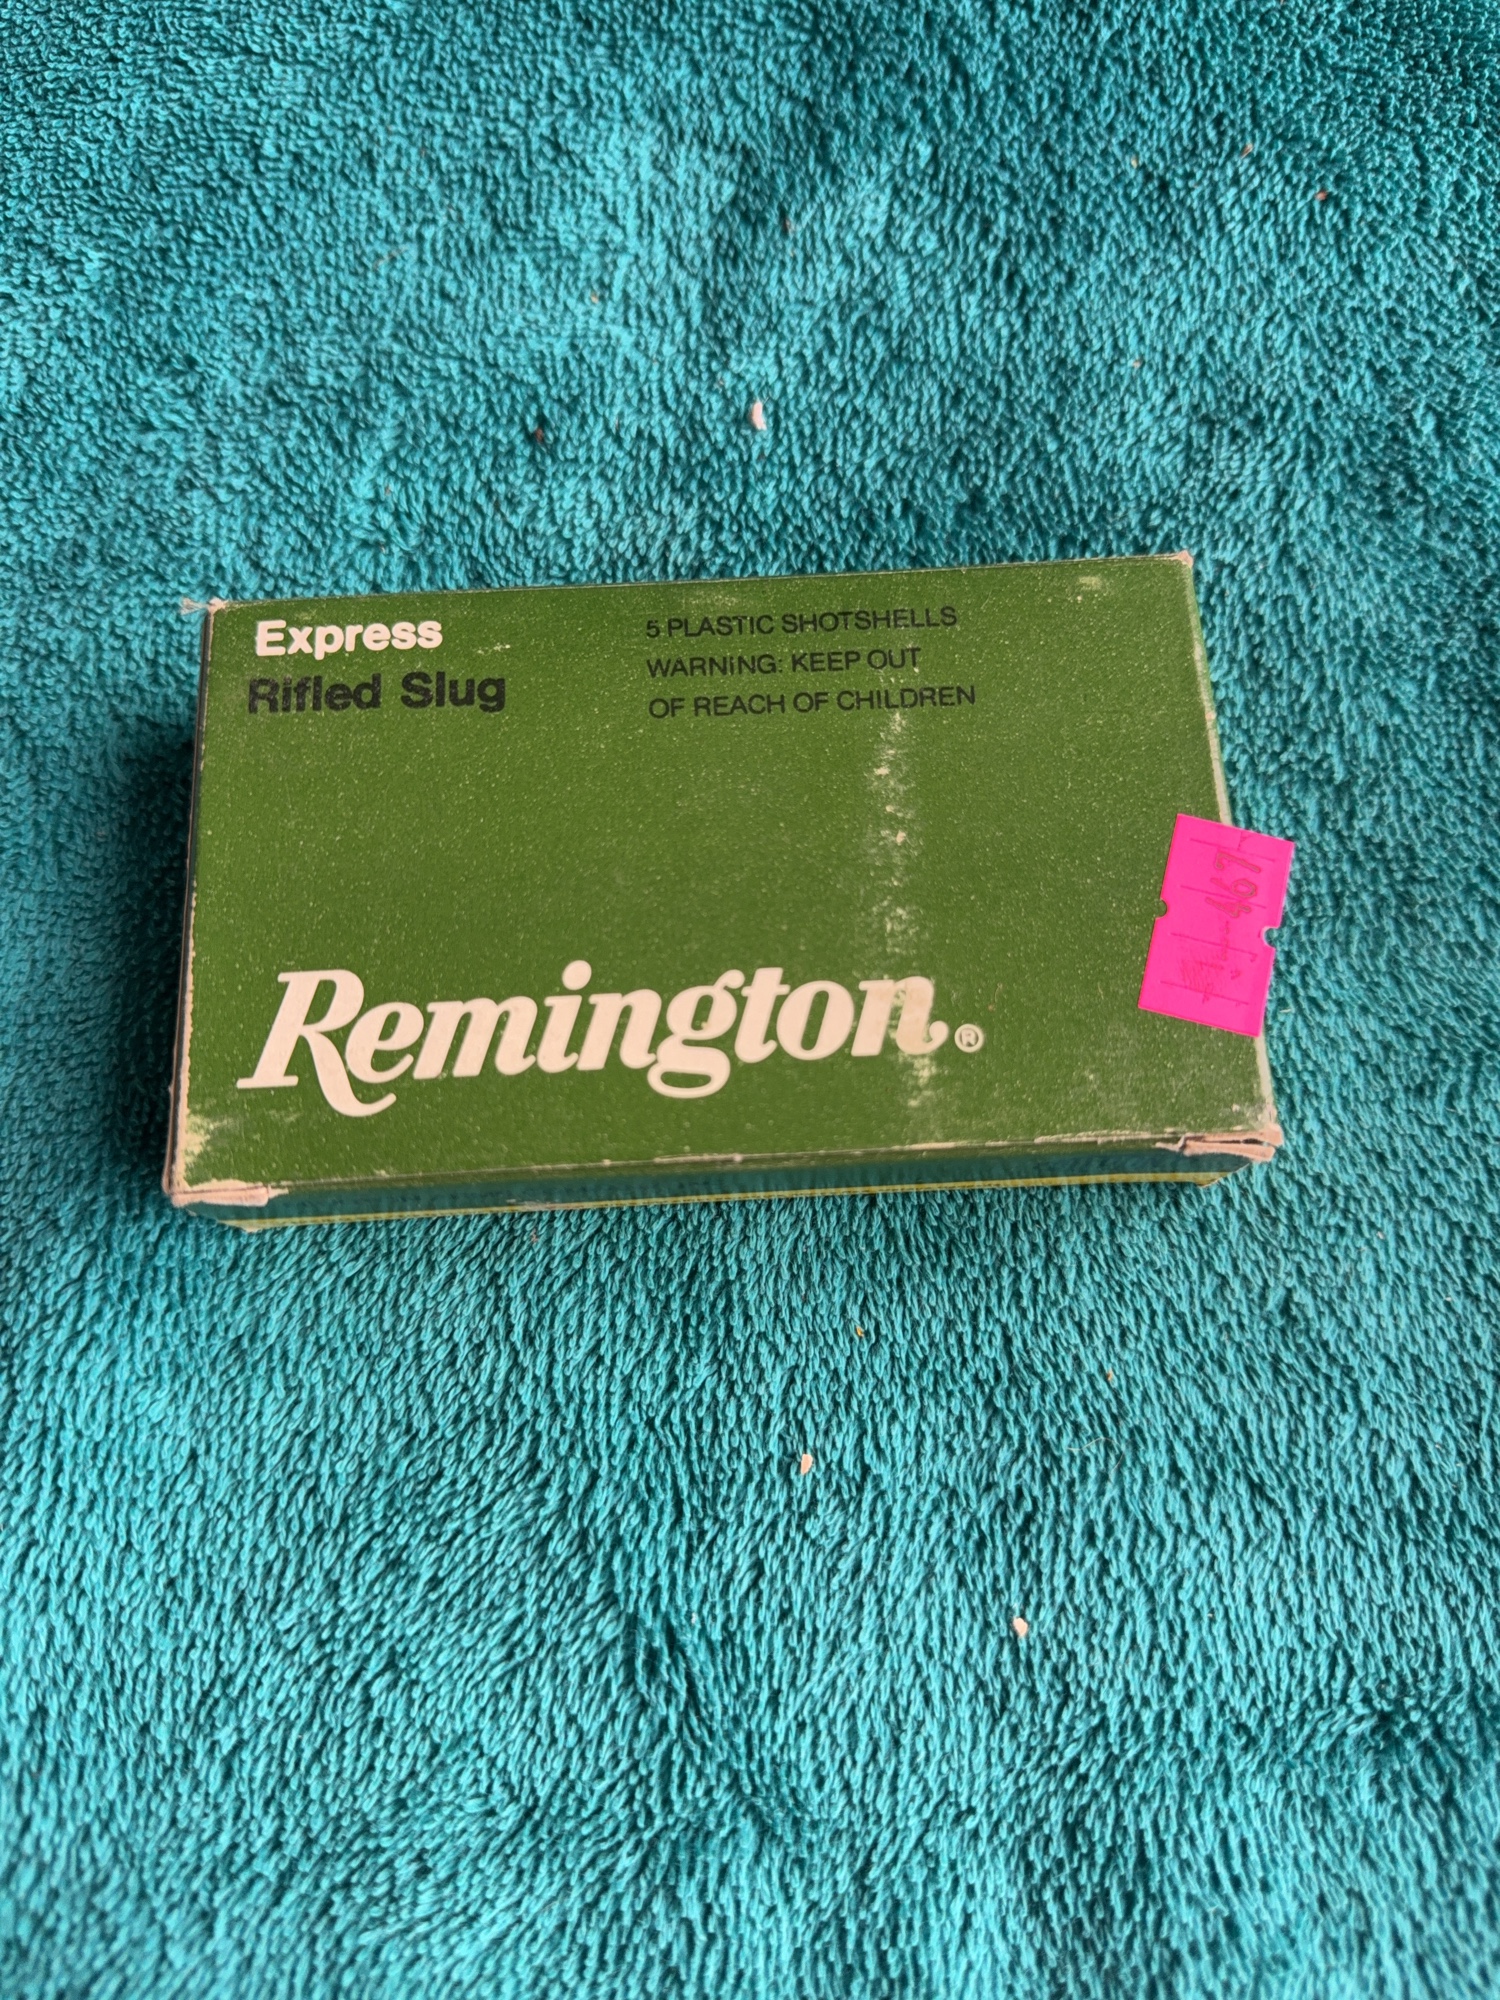 Express
Rifled Slug
5 PLASTIC SHOTSHELLS
WARNING: KEEP OUT
OF REACH OF CHILDREN
Remington®